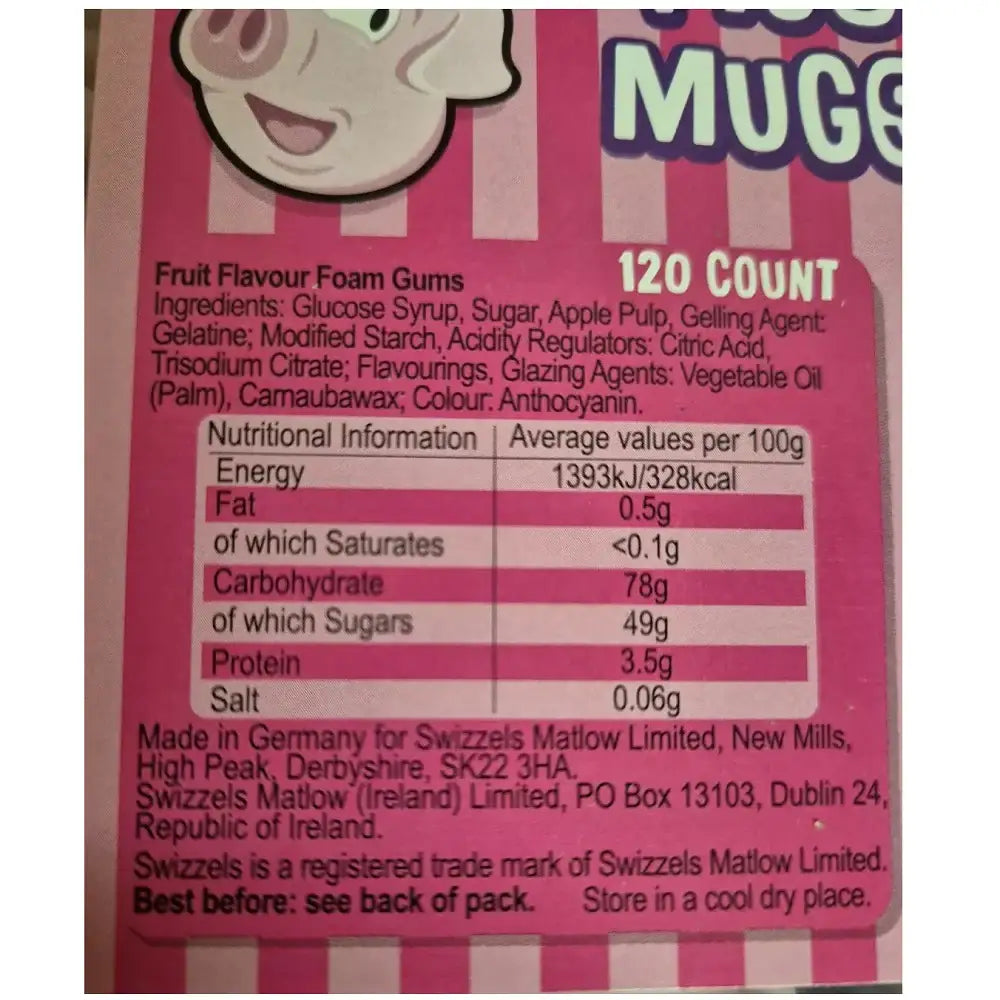 MUGS
120 COUNT
Fruit Flavour Foam Gums
Ingredients: Glucose Syrup, Sugar, Apple Pulp, Gelling Agent:
Gelatine; Modified Starch, Acidity Regulators: Citric Acid,
Trisodium Citrate; Flavourings, Glazing Agents: Vegetable Oil
(Palm), Carnaubawax; Colour: Anthocyanin.
Nutritional Information Average values per 100g
Energy 1393kJ/328kcal
Fat 0.5g
of which Saturates <0.1g
Carbohydrate 78g
of which Sugars 49g
Protein 3.5g
Salt 0.06g
Made in Germany for Swizzels Matlow Limited, New Mills,
High Peak, Derbyshire, SK22 3HA.
Swizzels Matlow (Ireland) Limited, PO Box 13103, Dublin 24,
Republic of Ireland.
Swizzels is a registered trade mark of Swizzels Matlow Limited.
Best before: see back of pack. Store in a cool dry place.